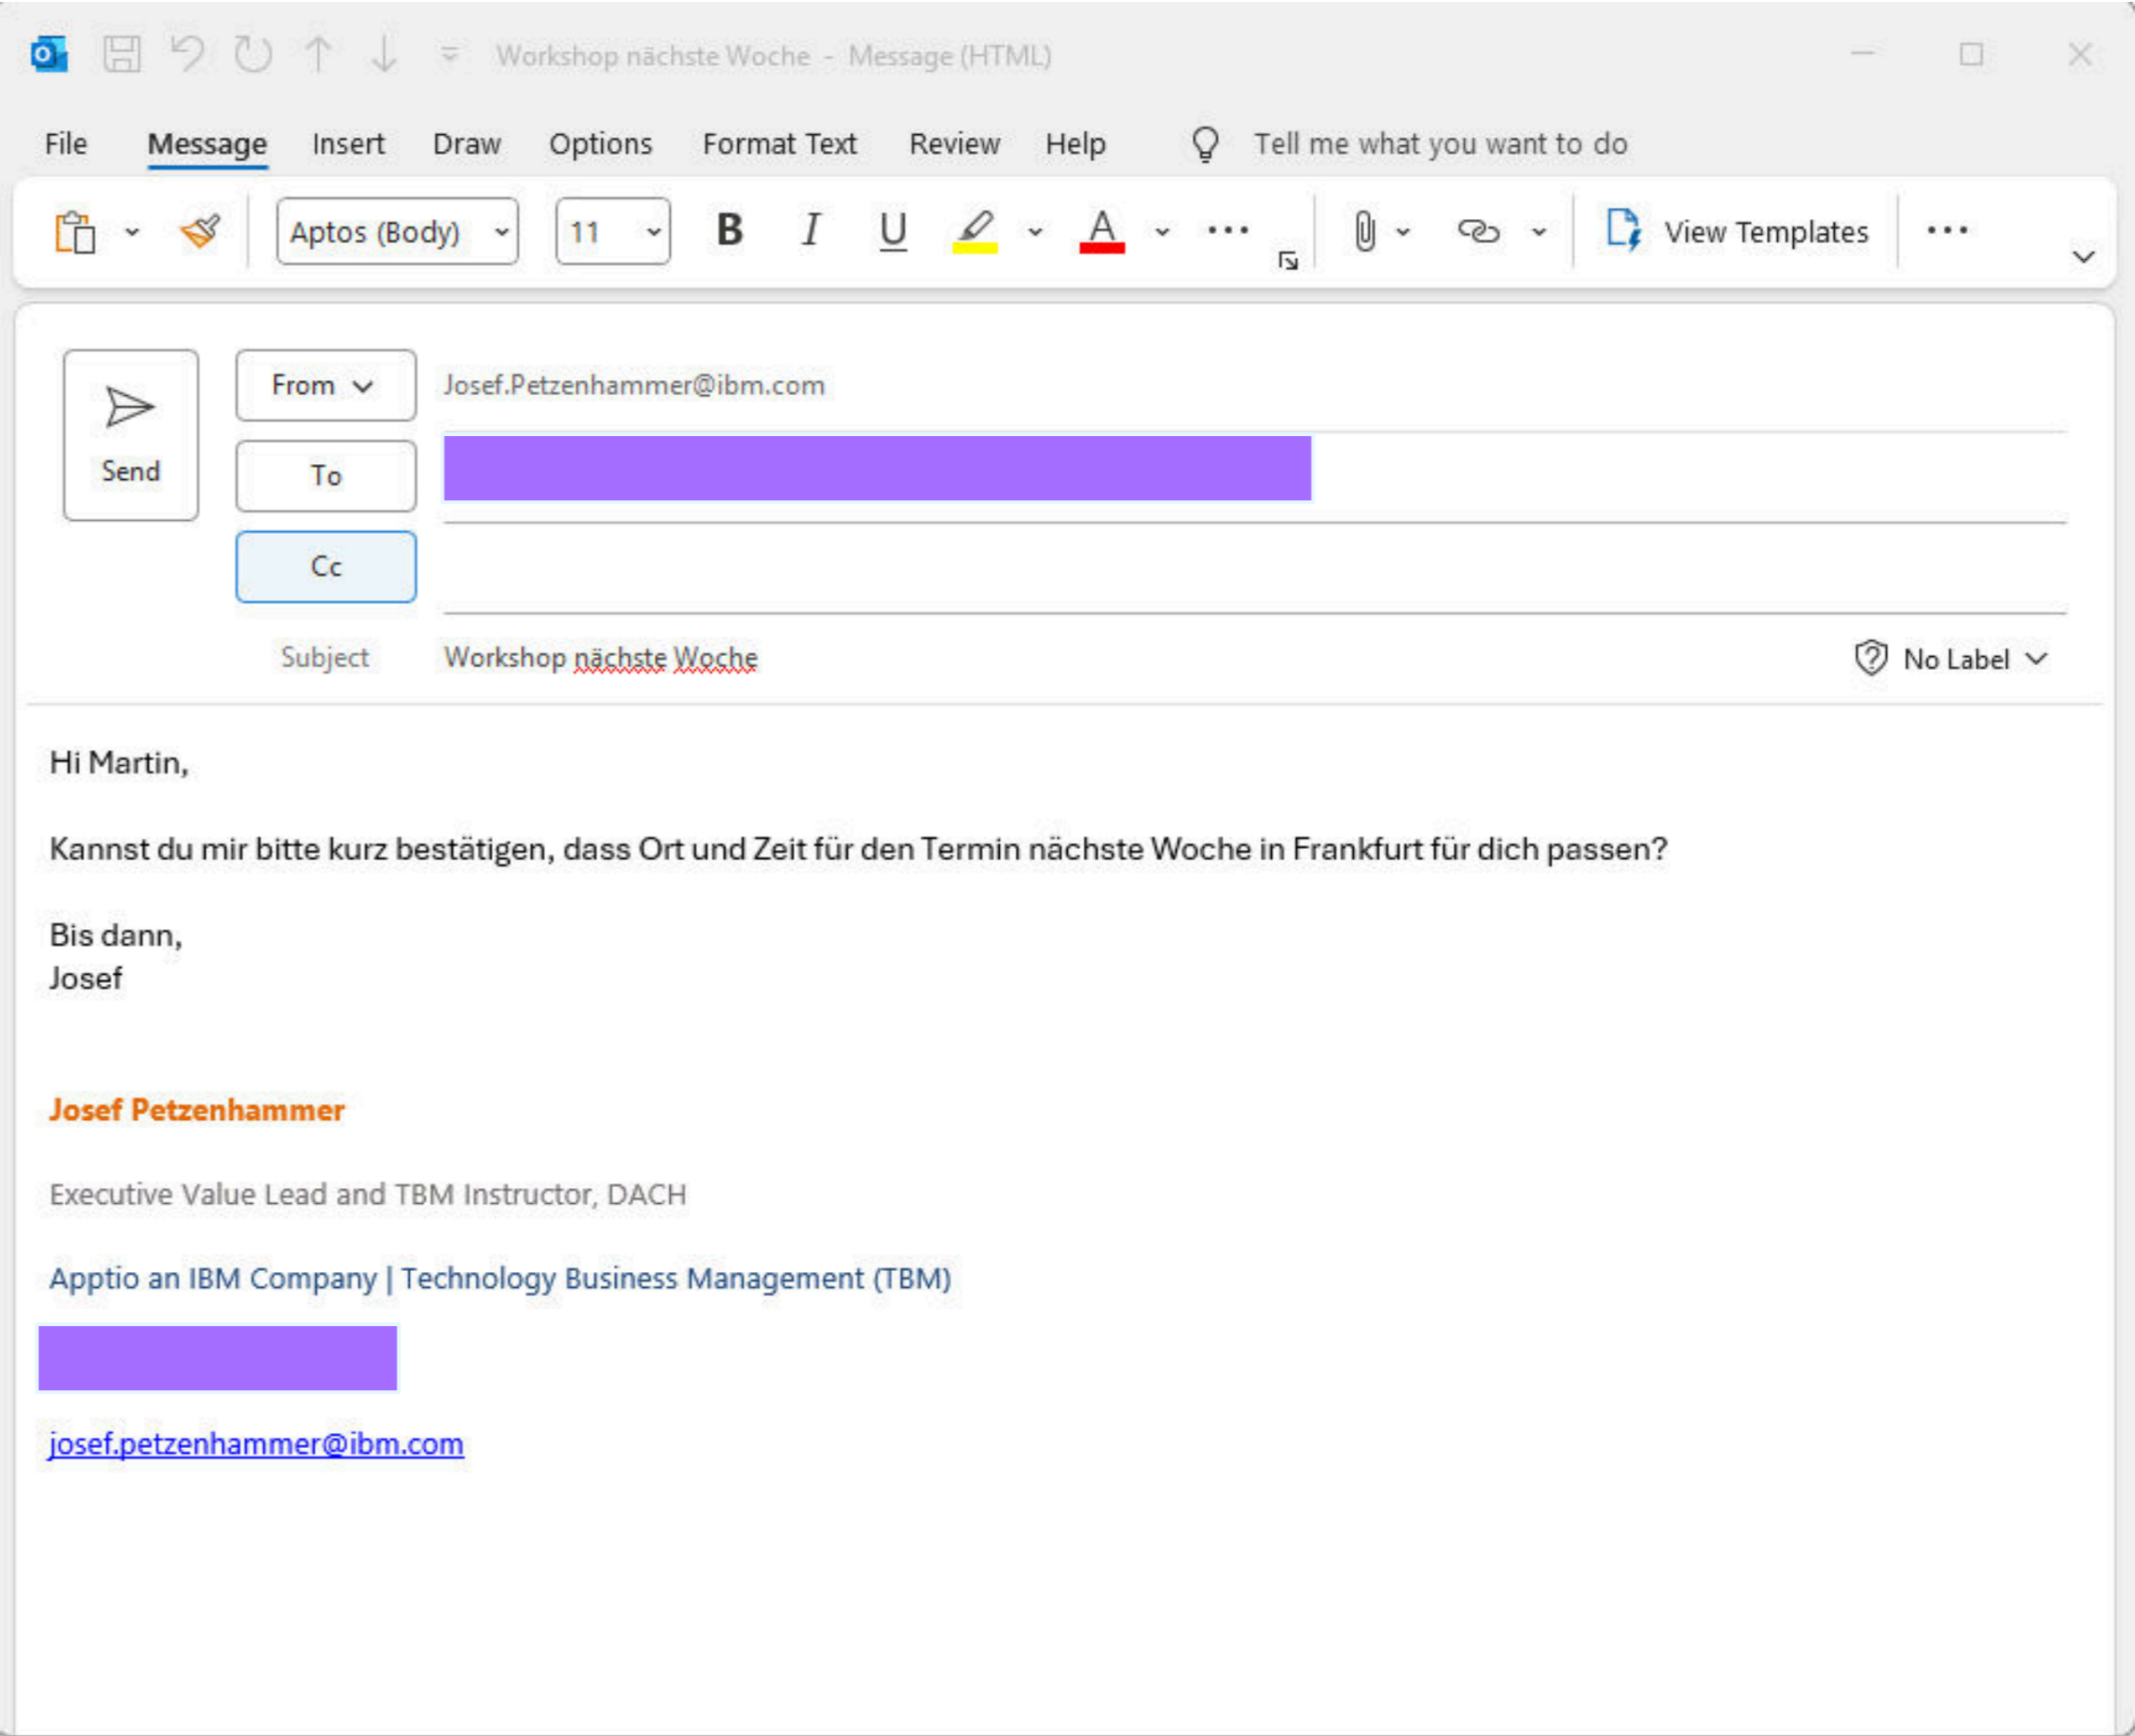 Workshop nächste Woche - Message (HTML)
File Message Insert Draw Options Format Text Review Help Tell me what you want to do
Aptos (Body) 11 B I U A View Templates
From Josef.Petzenhammer@ibm.com
Send
To
Cc
Subject Workshop nächste Woche No Label
Hi Martin,
Kannst du mir bitte kurz bestätigen, dass Ort und Zeit für den Termin nächste Woche in Frankfurt für dich passen?
Bis dann,
Josef
Josef Petzenhammer
Executive Value Lead and TBM Instructor, DACH
Apptio an IBM Company | Technology Business Management (TBM)
josef.petzenhammer@ibm.com